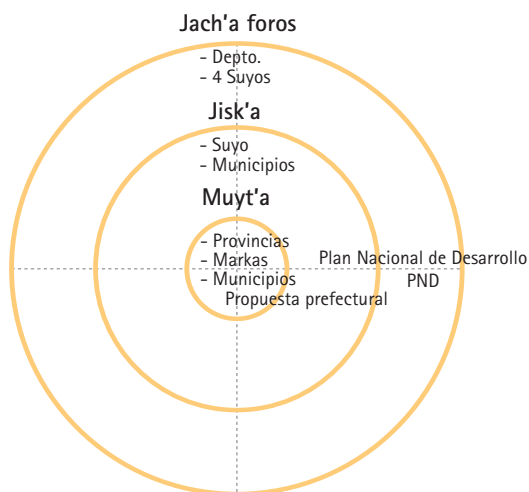 Jach'a foros
- Depto.
- 4 Suyos
Jisk'a
- Suyo
- Municipios
Muyt'a
- Provincias
- Markas
- Municipios
Propuesta prefectural
Plan Nacional de Desarrollo
PND